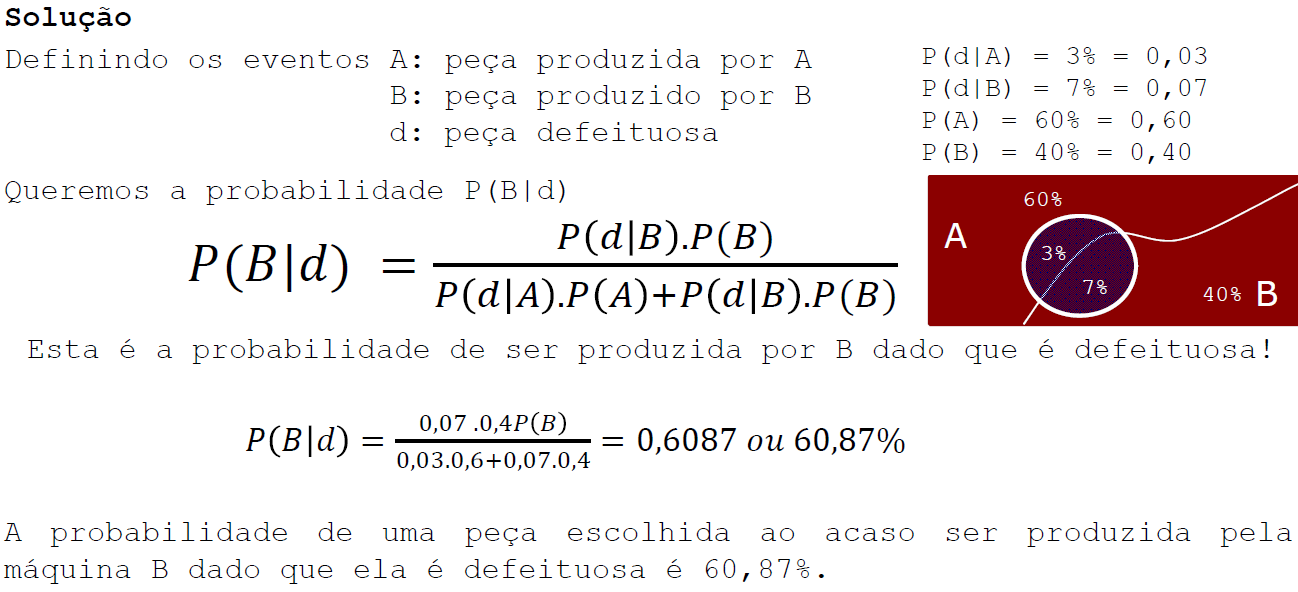 Solução
Definindo os eventos A: peça produzida por A
B: peça produzido por B
d: peça defeituosa
P(d|A) = 3% = 0,03
P(d|B) = 7% = 0,07
P(A) = 60% = 0,60
P(B) = 40% = 0,40
Queremos a probabilidade P(B|d)
P(B|d) = P(d|B).P(B) / P(d|A).P(A)+P(d|B).P(B)
60%
A
3%
7%
40% B
Esta é a probabilidade de ser produzida por B dado que é defeituosa!
P(B|d) = 0,07 .0,4P(B) / 0,03.0,6+0,07.0,4 = 0,6087 ou 60,87%
A probabilidade de uma peça escolhida ao acaso ser produzida pela
máquina B dado que ela é defeituosa é 60,87%.